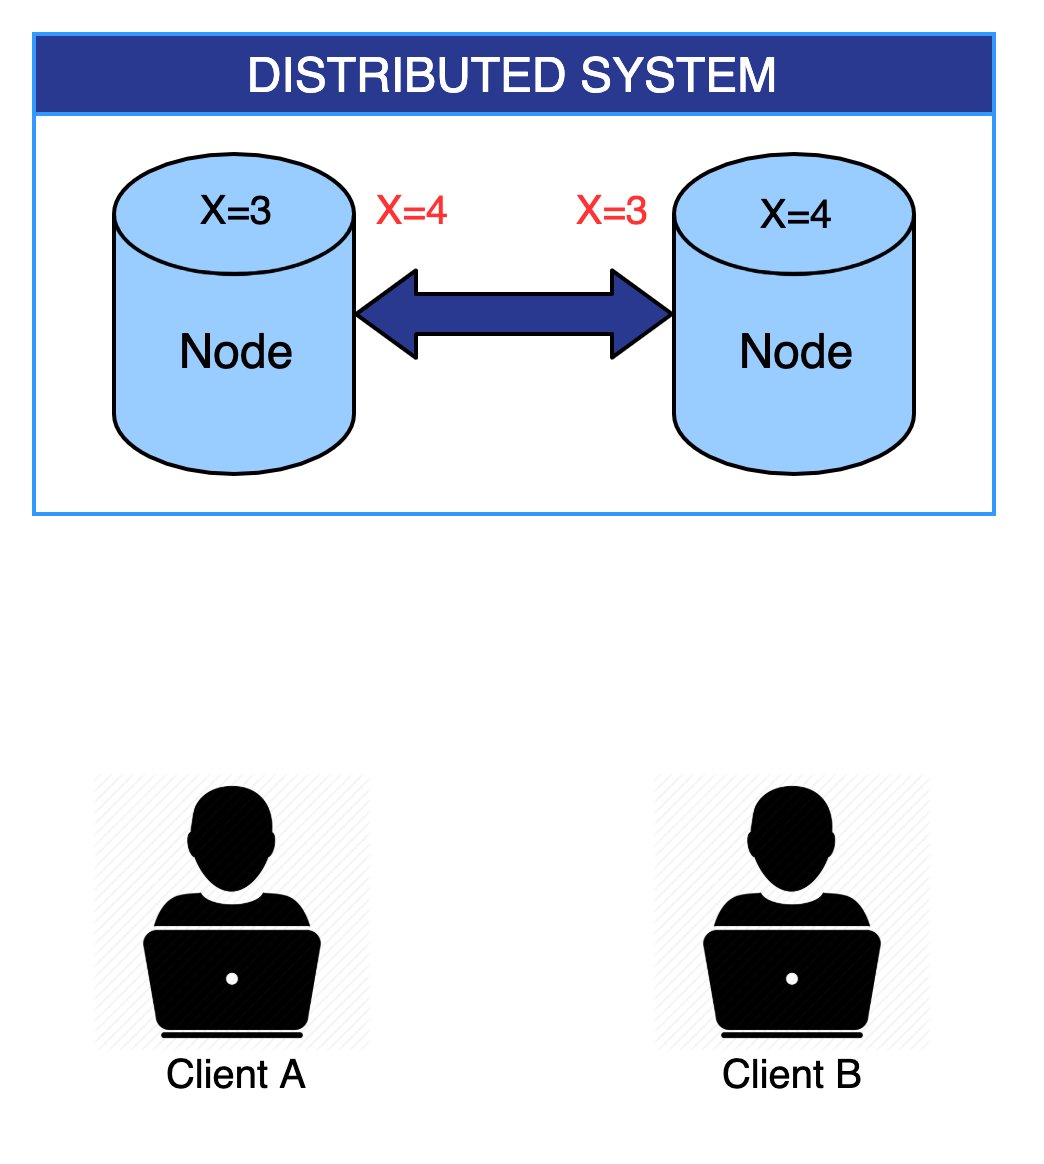 DISTRIBUTED SYSTEM
X=3
X=4
X=3
X=4
Node
Node
Client A
Client B